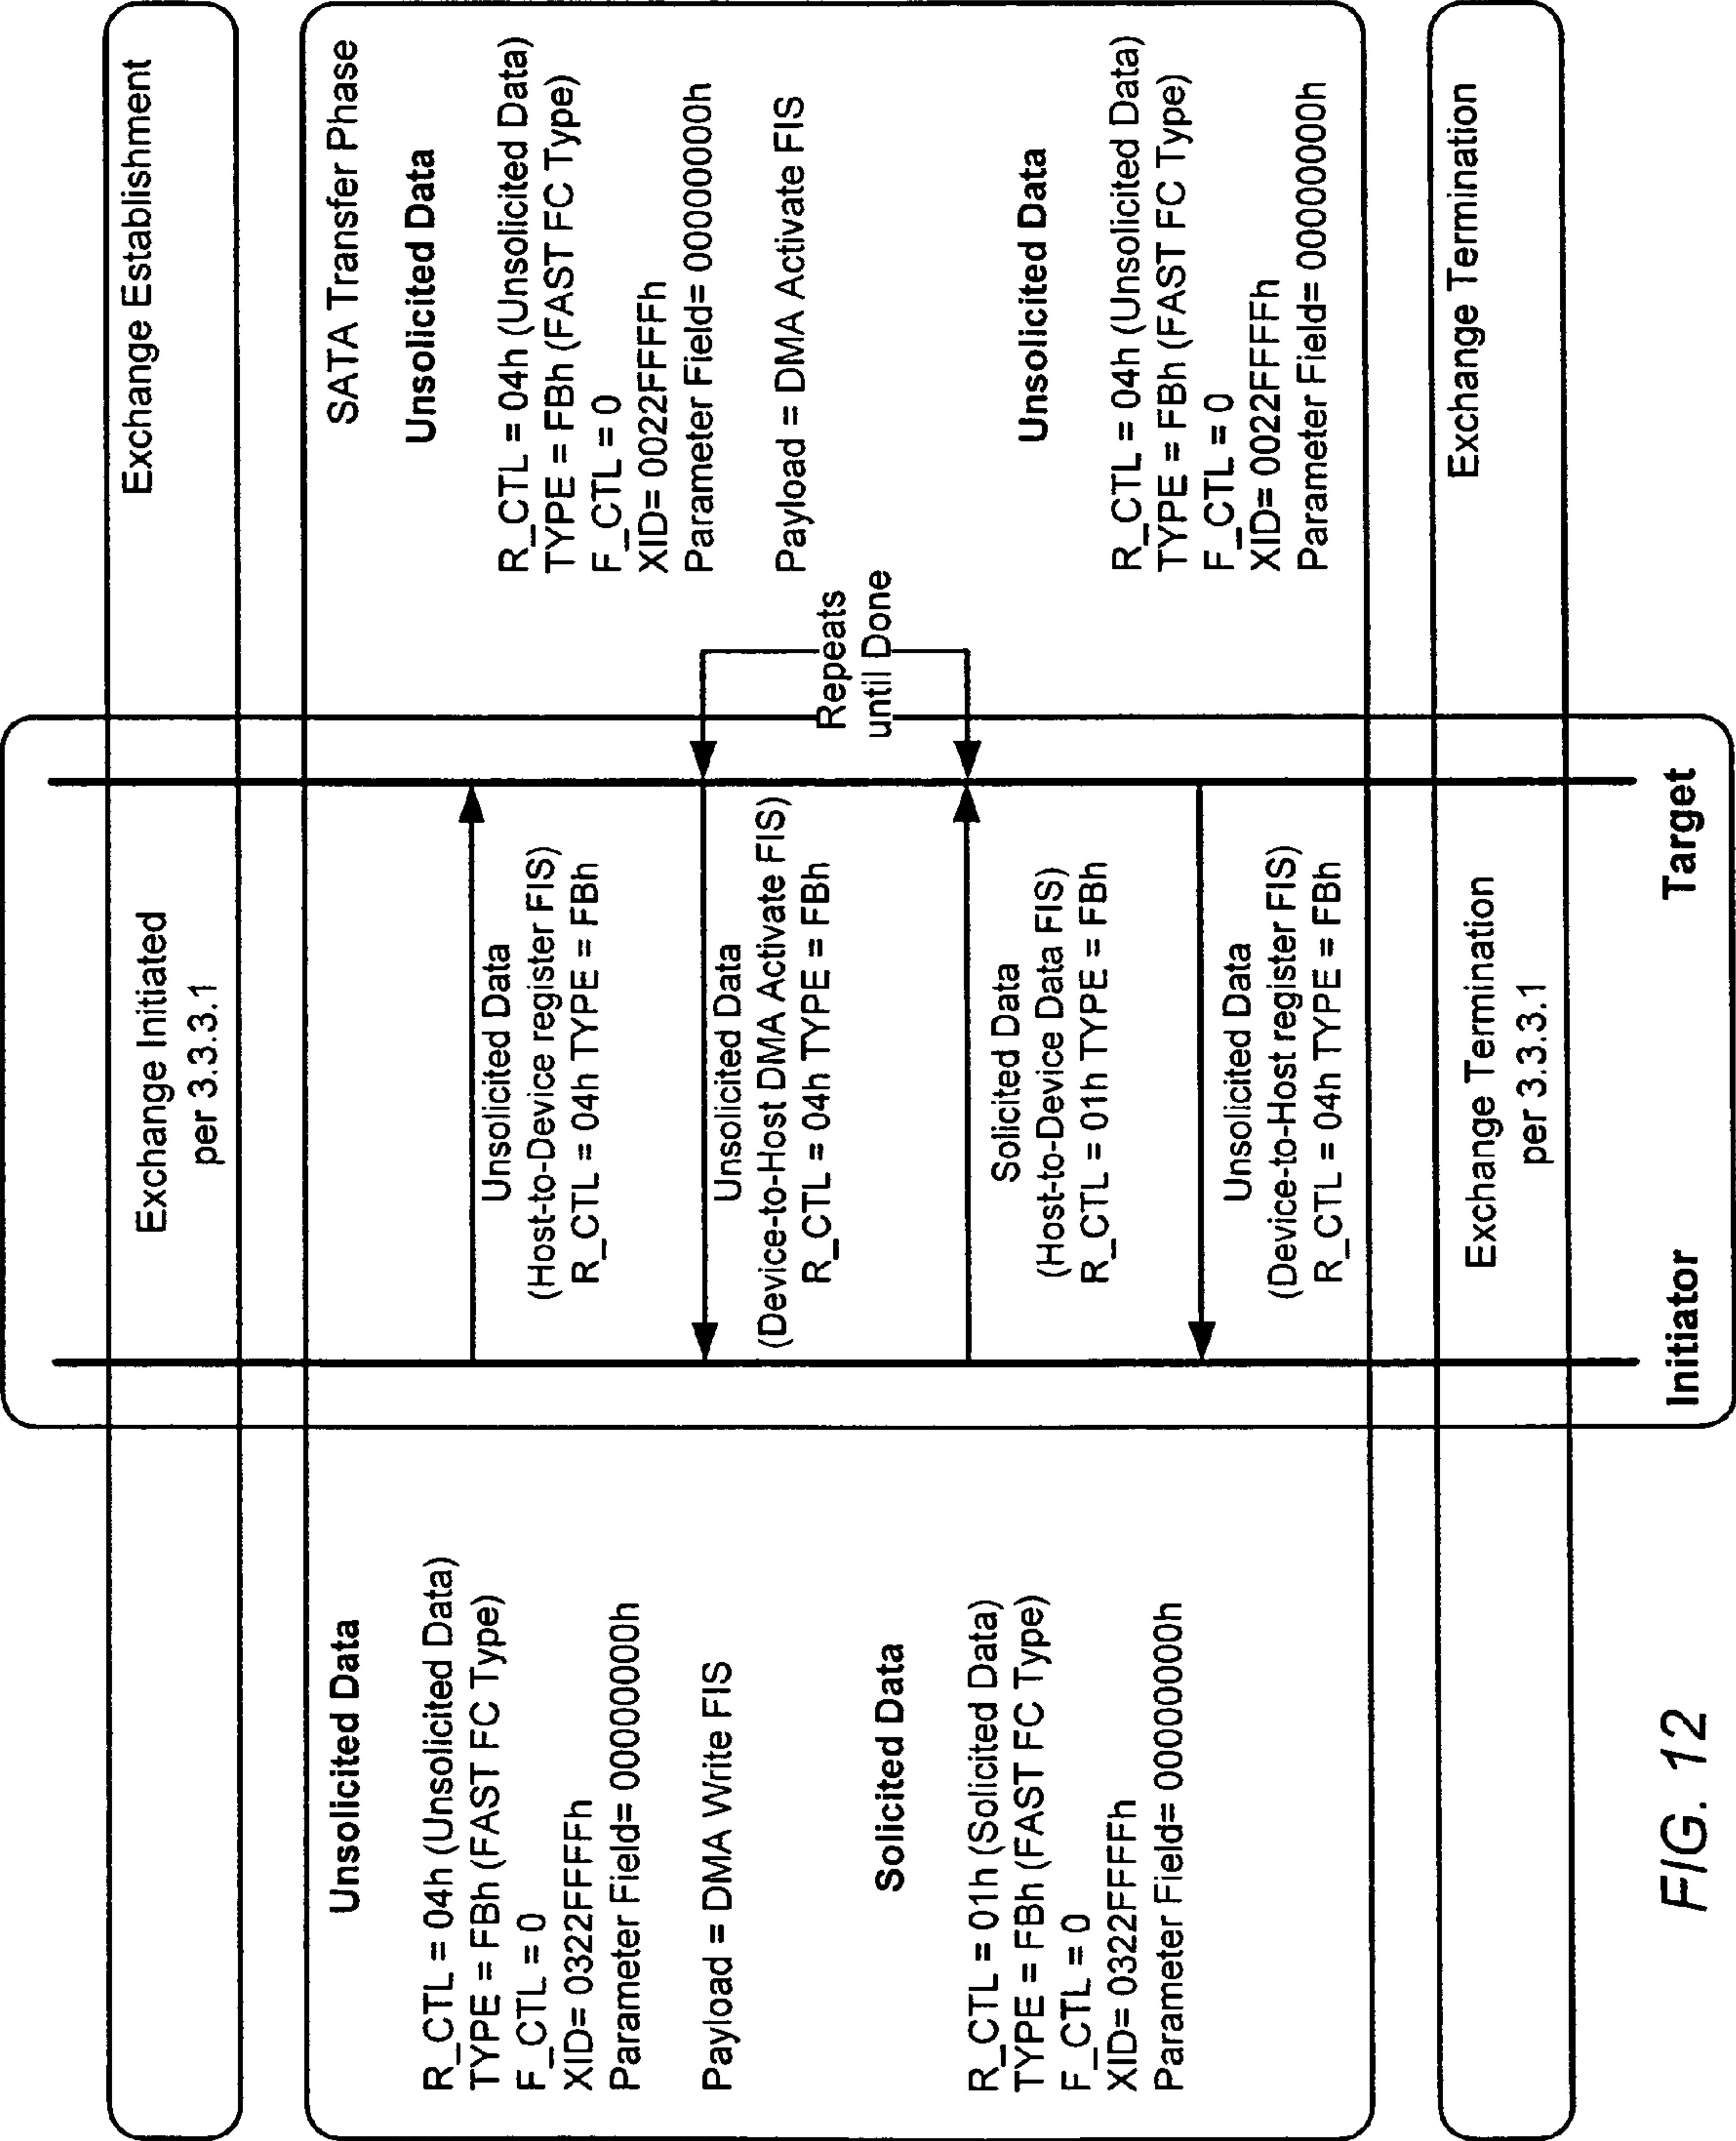 Exchange Establishment
Exchange Initiated
per 3.3.3.1
SATA Transfer Phase
Unsolicited Data
R_CTL = 04h (Unsolicited Data)
TYPE = FBh (FAST FC Type)
F_CTL = 0
XID= 0322FFFFh
Parameter Field= 00000000h
Payload = DMA Write FIS
Solicited Data
R_CTL = 01h (Solicited Data)
TYPE = FBh (FAST FC Type)
F_CTL = 0
XID= 0322FFFFh
Parameter Field= 00000000h
Unsolicited Data
(Host-to-Device register FIS)
R_CTL = 04h TYPE = FBh
Unsolicited Data
(Device-to-Host DMA Activate FIS)
R_CTL = 04h TYPE = FBh
Solicited Data
(Host-to-Device Data FIS)
R_CTL = 01h TYPE = FBh
Unsolicited Data
(Device-to-Host register FIS)
R_CTL = 04h TYPE = FBh
Repeats
until Done
Unsolicited Data
R_CTL = 04h (Unsolicited Data)
TYPE = FBh (FAST FC Type)
F_CTL = 0
XID= 0022FFFFh
Parameter Field= 00000000h
Payload = DMA Activate FIS
Unsolicited Data
R_CTL = 04h (Unsolicited Data)
TYPE = FBh (FAST FC Type)
F_CTL = 0
XID= 0022FFFFh
Parameter Field= 00000000h
Exchange Termination
per 3.3.3.1
Exchange Termination
Initiator
Target
FIG. 12